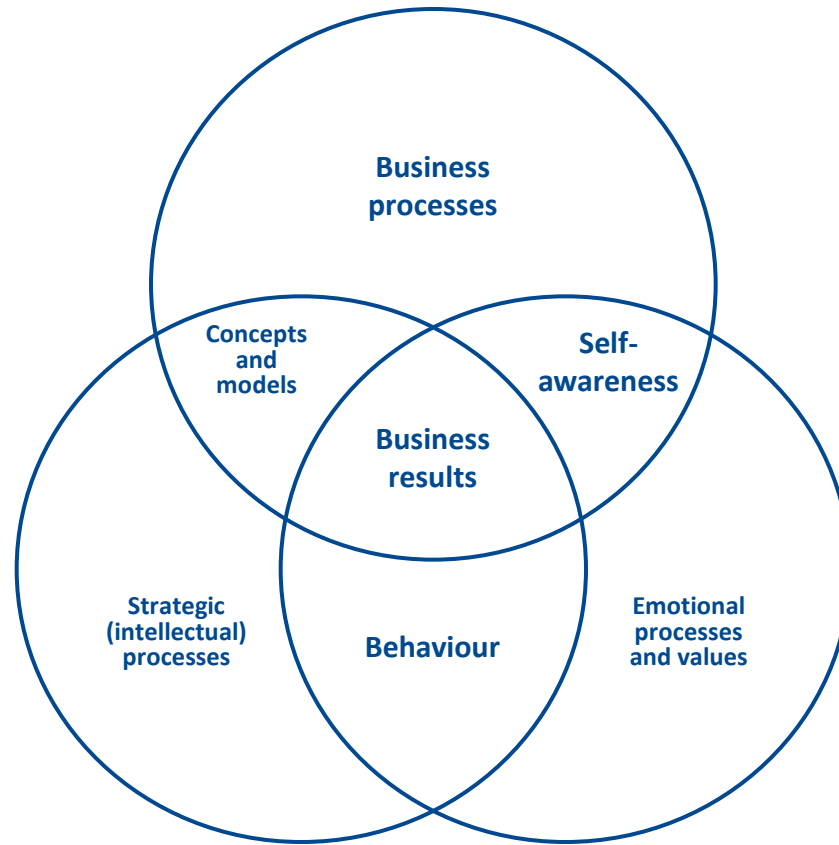 Business
processes
Concepts
and
models
Self-
awareness
Business
results
Strategic
(intellectual)
processes
Behaviour
Emotional
processes
and values